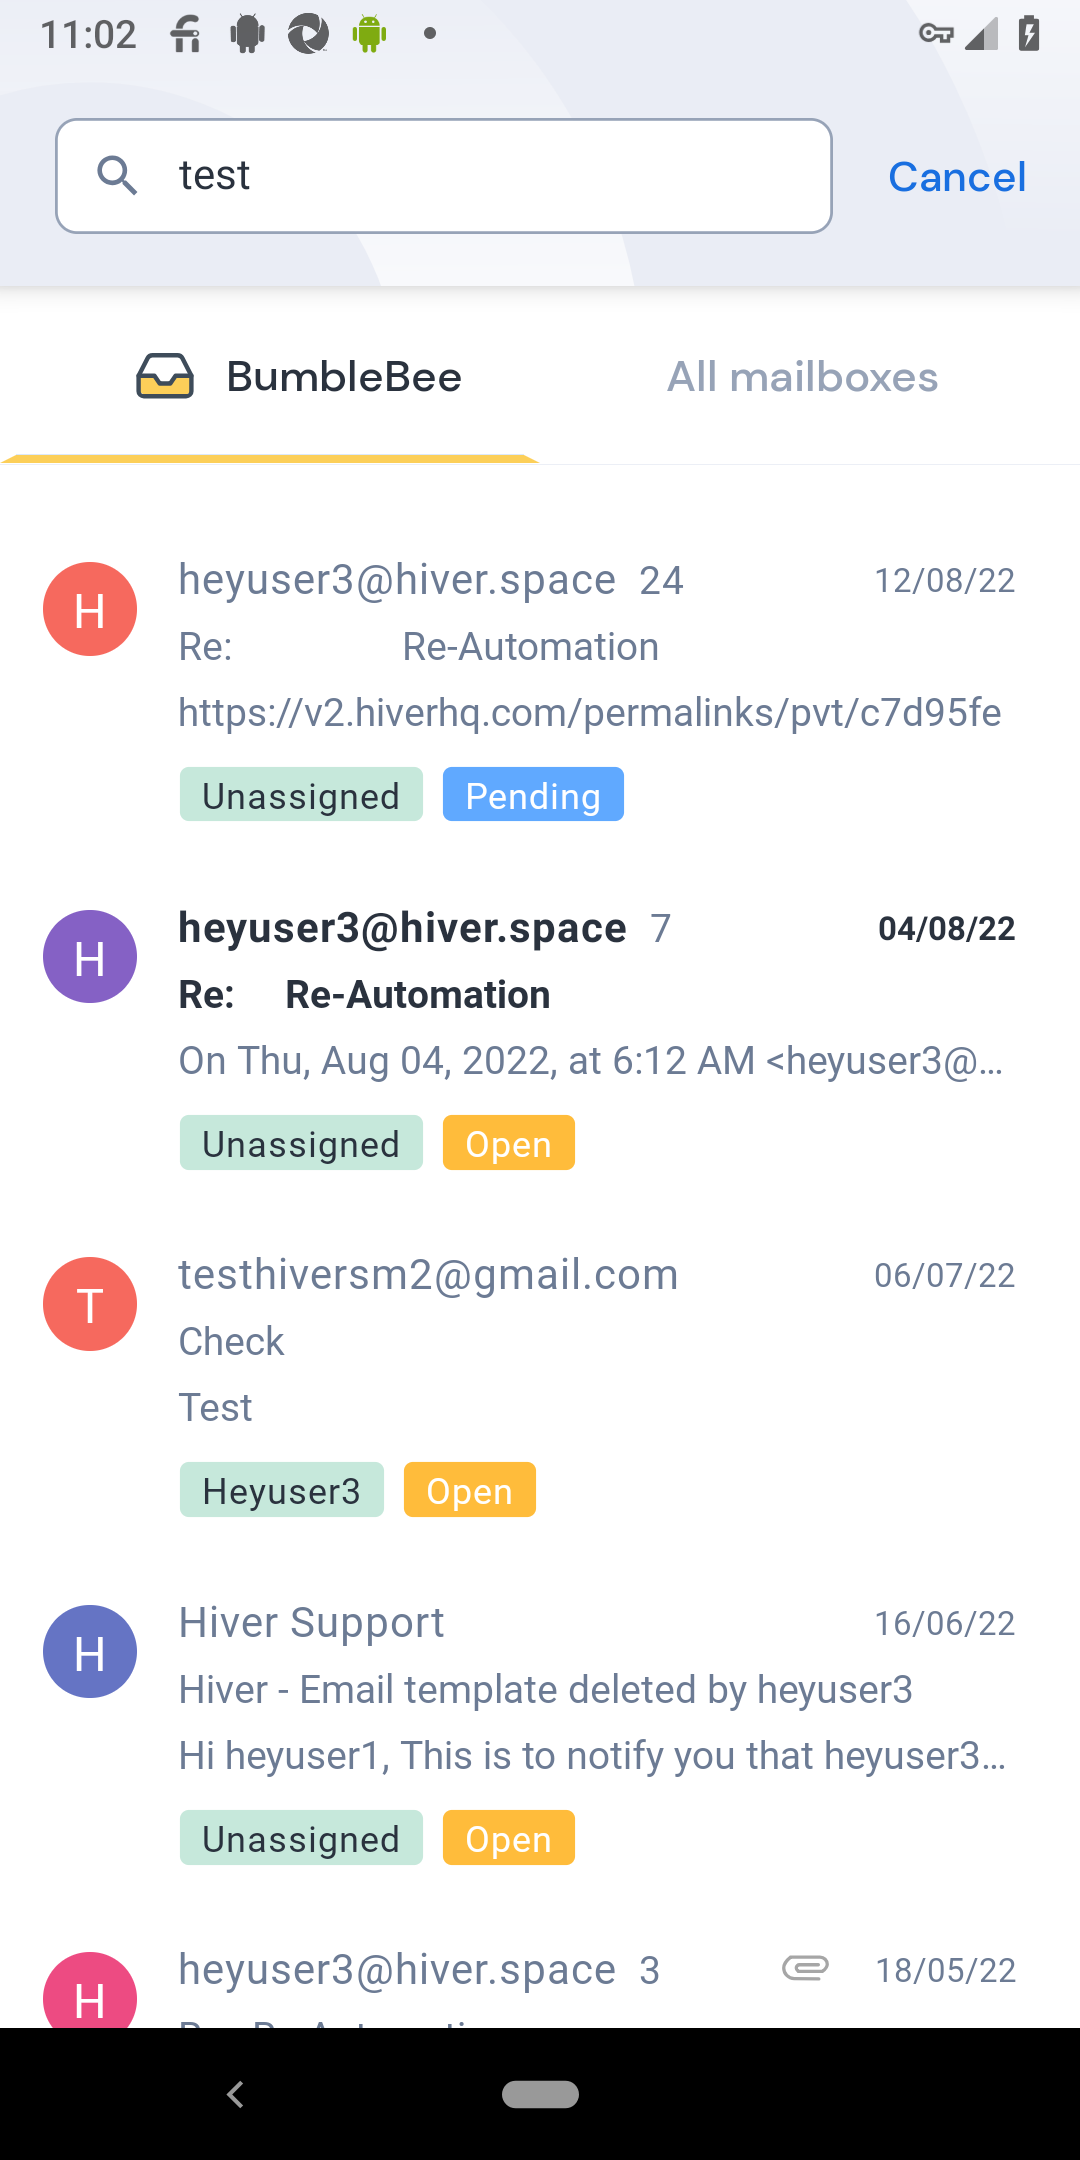 11:02
test
Cancel
BumbleBee
All mailboxes
H
heyuser3@hiver.space 24
12/08/22
Re: Re-Automation
https://v2.hiverhq.com/permalinks/pvt/c7d95fe
Unassigned Pending
H
heyuser3@hiver.space 7
04/08/22
Re: Re-Automation
On Thu, Aug 04, 2022, at 6:12 AM <heyuser3@...
Unassigned Open
T
testhiversm2@gmail.com
06/07/22
Check
Test
Heyuser3 Open
H
Hiver Support
16/06/22
Hiver - Email template deleted by heyuser3
Hi heyuser1, This is to notify you that heyuser3...
Unassigned Open
H
heyuser3@hiver.space 3
18/05/22